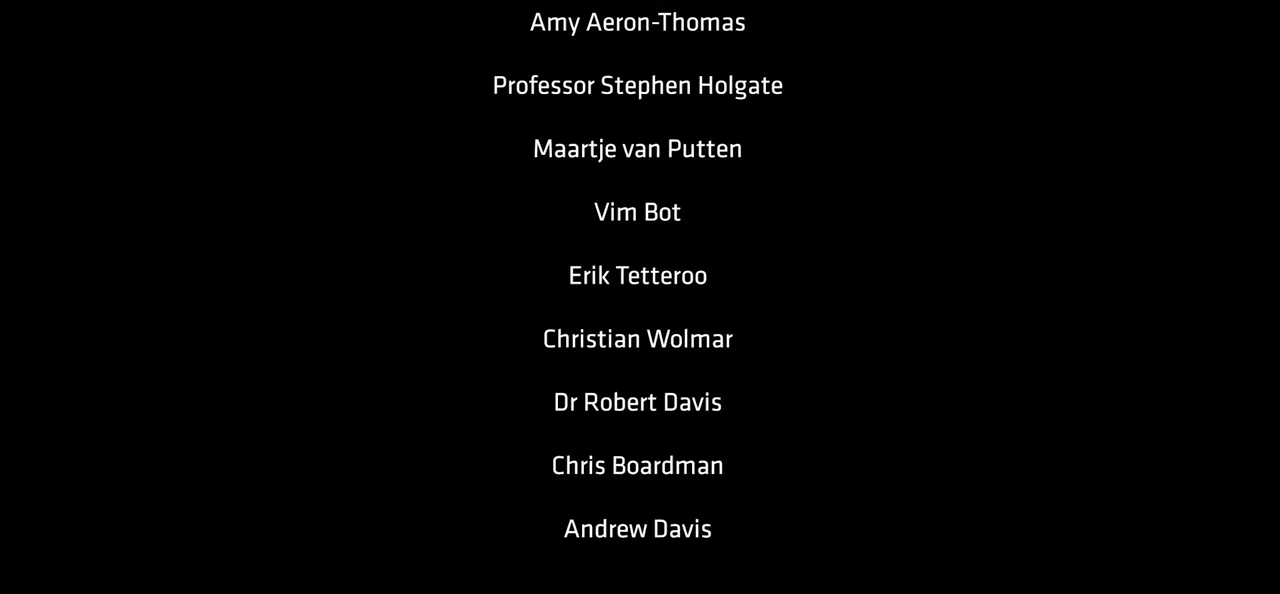 Amy Aeron-Thomas
Professor Stephen Holgate
Maartje van Putten
Vim Bot
Erik Tetteroo
Christian Wolmar
Dr Robert Davis
Chris Boardman
Andrew Davis